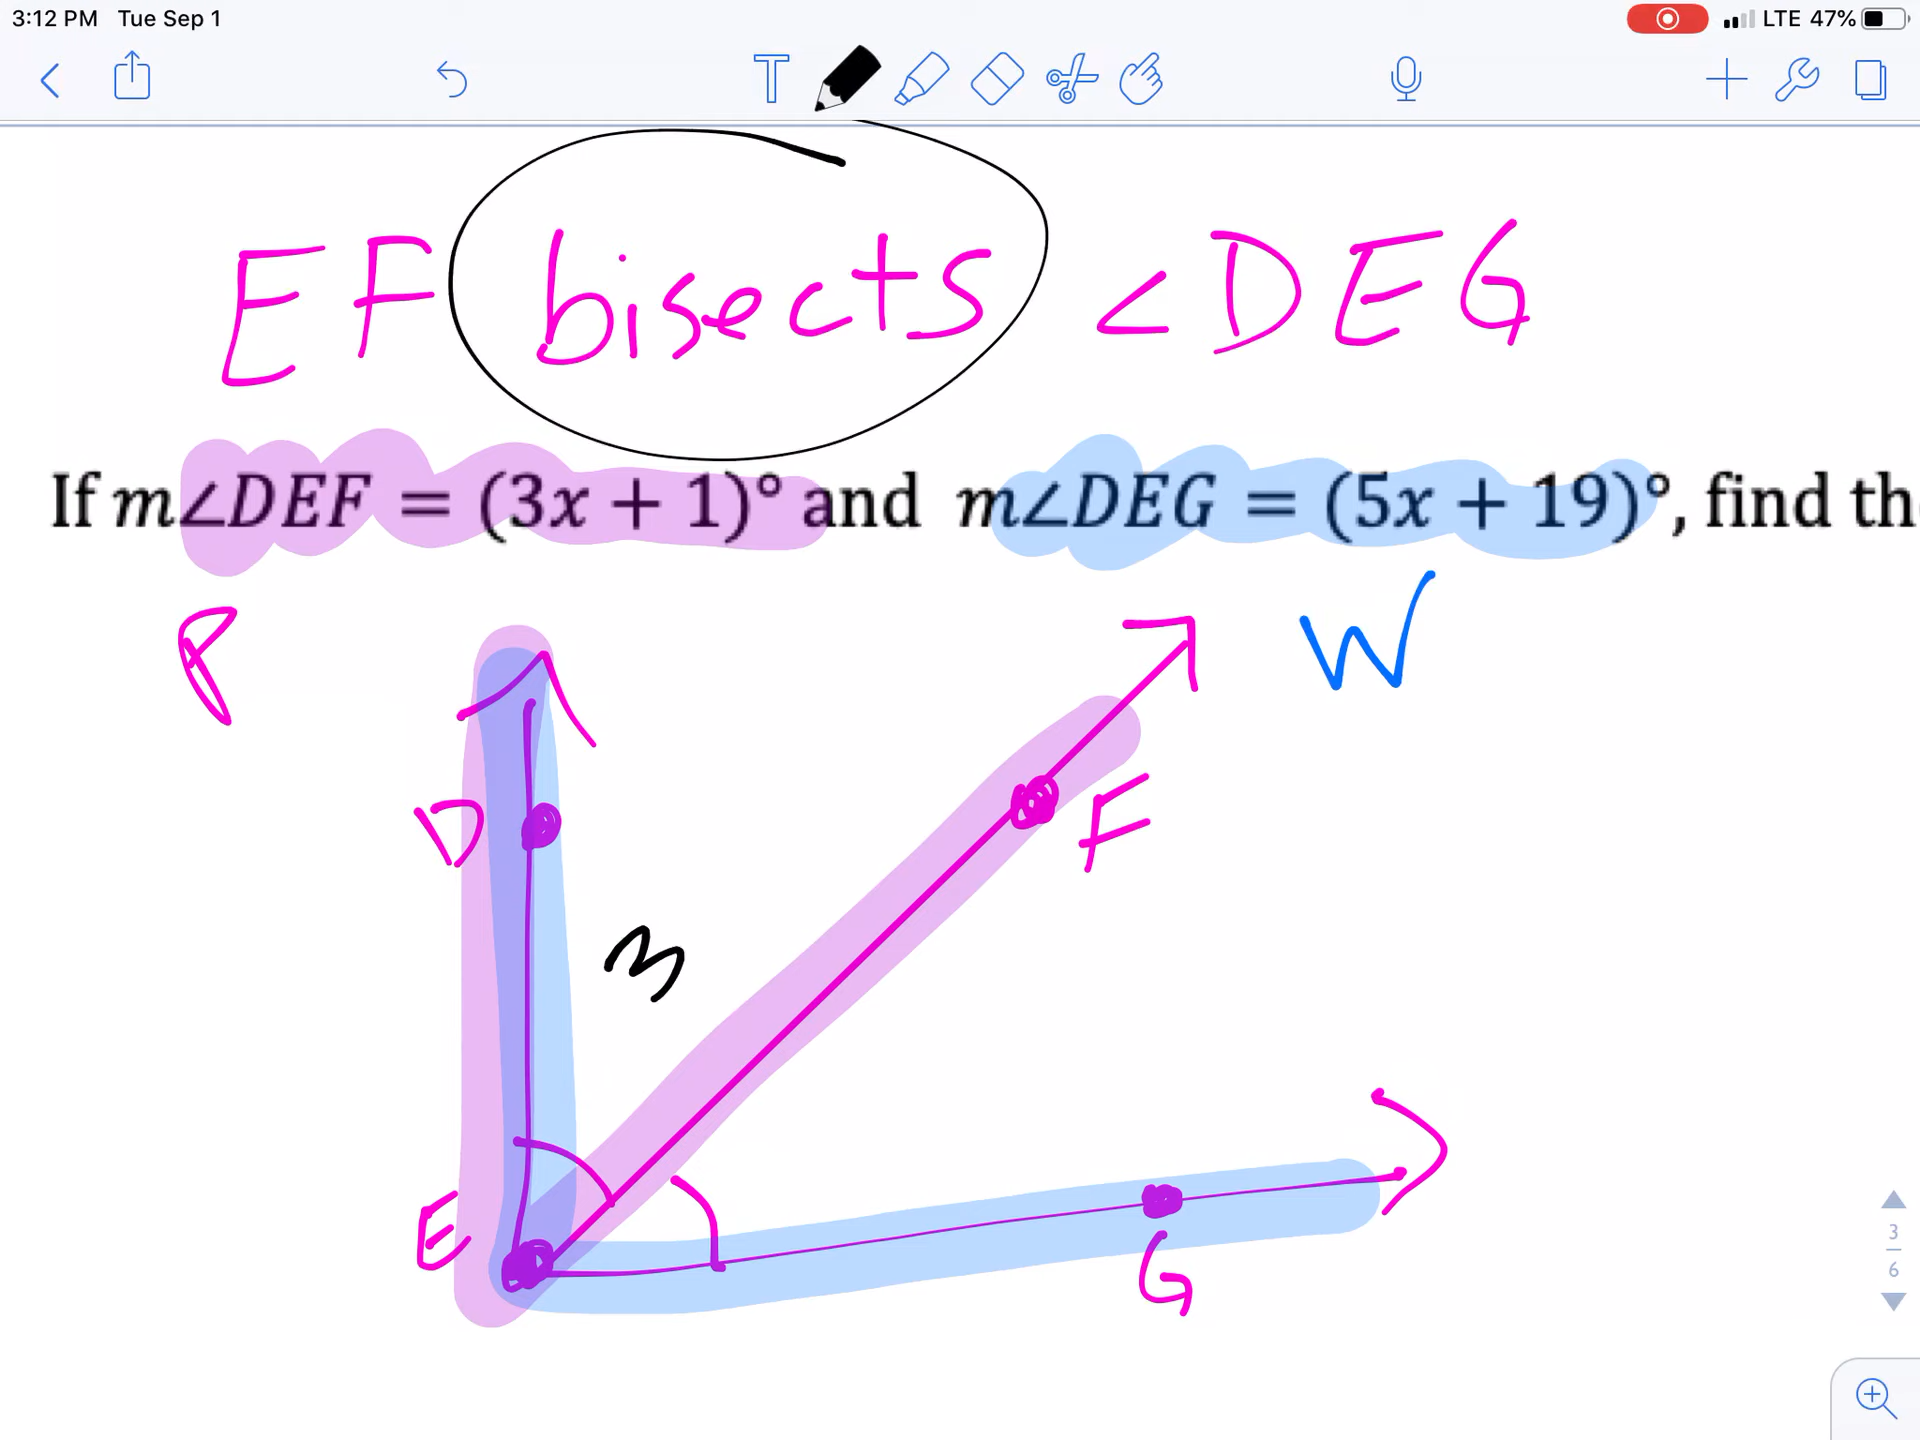 3:12 PM Tue Sep 1 LTE 47%
T
EF bisects <DEG
If m∠DEF = (3x + 1)° and m∠DEG = (5x + 19)°, find th
P W
D F
3
E G
3
6